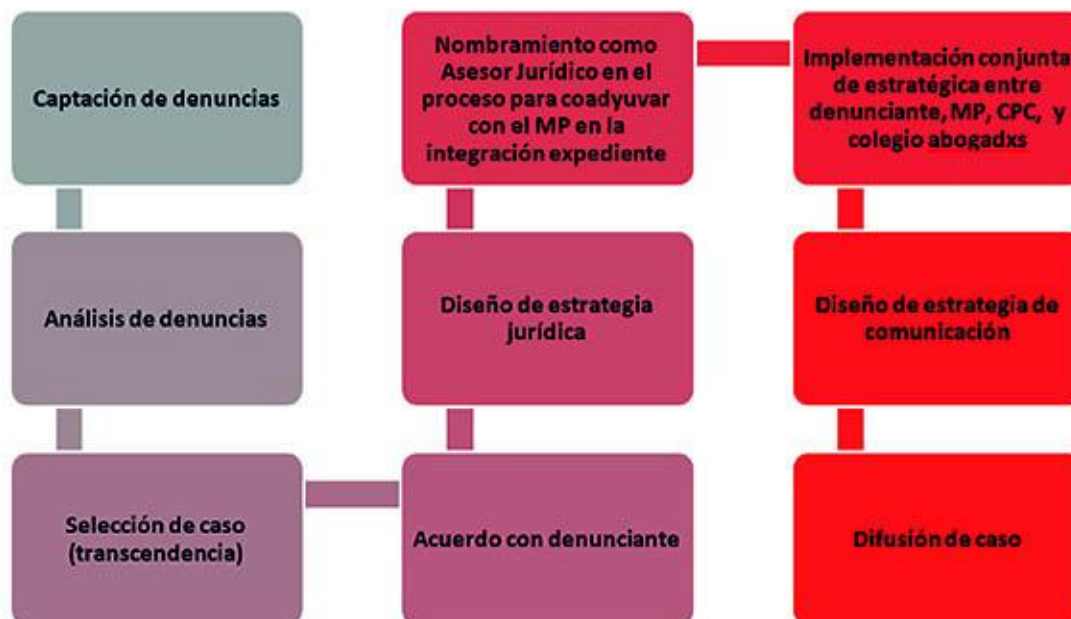 Captación de denuncias
Análisis de denuncias
Selección de caso
(transcendencia)
Acuerdo con denunciante
Diseño de estrategia
jurídica
Nombramiento como
Asesor Jurídico en el
proceso para coadyuvar
con el MP en la
integración expediente
Implementación conjunta
de estratégica entre
denunciante, MP, CPC, y
colegio abogadxs
Diseño de estrategia de
comunicación
Difusión de caso